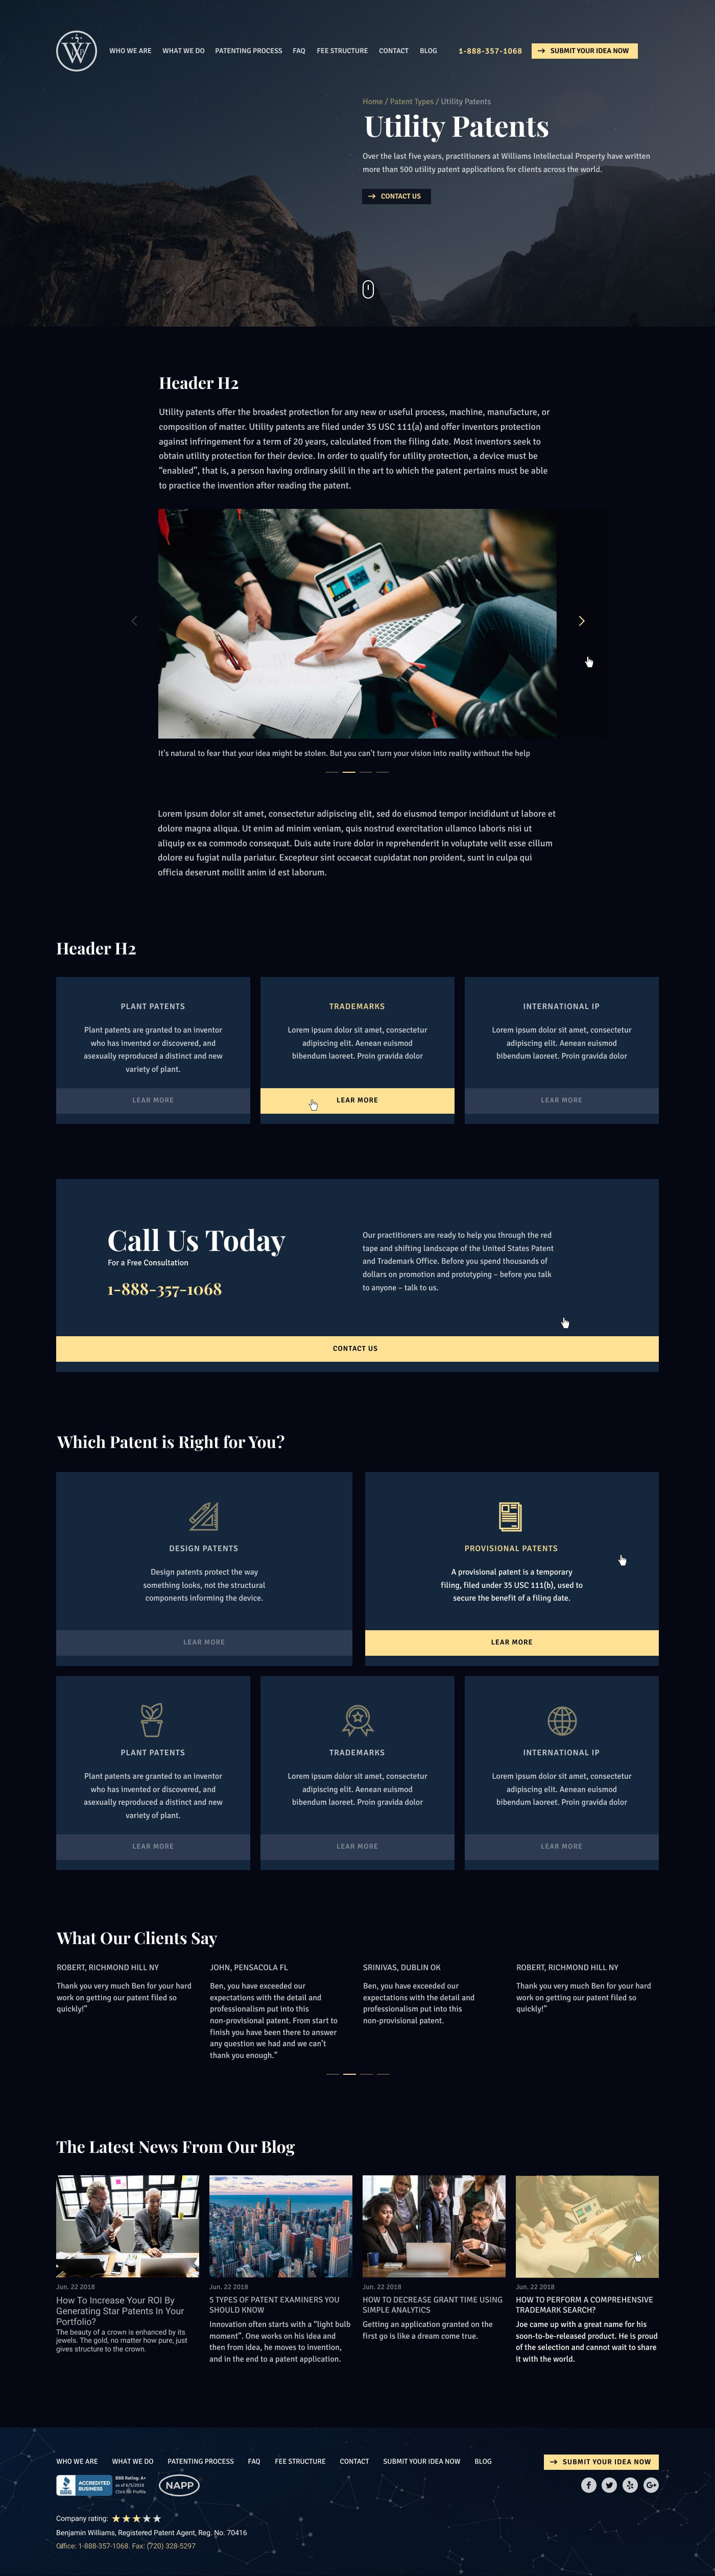 W
WHO WE ARE WHAT WE DO PATENTING PROCESS FAQ FEE STRUCTURE CONTACT BLOG 1-888-357-1068 → SUBMIT YOUR IDEA NOW
Home / Patent Types / Utility Patents
Utility Patents
Over the last five years, practitioners at Williams Intellectual Property have written
more than 500 utility patent applications for clients across the world.
→ CONTACT US
Header H2
Utility patents offer the broadest protection for any new or useful process, machine, manufacture, or
composition of matter. Utility patents are filed under 35 USC 111(a) and offer inventors protection
against infringement for a term of 20 years, calculated from the filing date. Most inventors seek to
obtain utility protection for their device. In order to qualify for utility protection, a device must be
“enabled”, that is, a person having ordinary skill in the art to which the patent pertains must be able
to practice the invention after reading the patent.
It's natural to fear that your idea might be stolen. But you can't turn your vision into reality without the help
Lorem ipsum dolor sit amet, consectetur adipiscing elit, sed do eiusmod tempor incididunt ut labore et
dolore magna aliqua. Ut enim ad minim veniam, quis nostrud exercitation ullamco laboris nisi ut
aliquip ex ea commodo consequat. Duis aute irure dolor in reprehenderit in voluptate velit esse cillum
dolore eu fugiat nulla pariatur. Excepteur sint occaecat cupidatat non proident, sunt in culpa qui
officia deserunt mollit anim id est laborum.
Header H2
PLANT PATENTS
Plant patents are granted to an inventor
who has invented or discovered, and
asexually reproduced a distinct and new
variety of plant.
LEAR MORE
TRADEMARKS
Lorem ipsum dolor sit amet, consectetur
adipiscing elit. Aenean euismod
bibendum laoreet. Proin gravida dolor
LEAR MORE
INTERNATIONAL IP
Lorem ipsum dolor sit amet, consectetur
adipiscing elit. Aenean euismod
bibendum laoreet. Proin gravida dolor
LEAR MORE
Call Us Today
For a Free Consultation
1-888-357-1068
Our practitioners are ready to help you through the red
tape and shifting landscape of the United States Patent
and Trademark Office. Before you spend thousands of
dollars on promotion and prototyping – before you talk
to anyone – talk to us.
CONTACT US
Which Patent is Right for You?
DESIGN PATENTS
Design patents protect the way
something looks, not the structural
components informing the device.
LEAR MORE
PROVISIONAL PATENTS
A provisional patent is a temporary
filing, filed under 35 USC 111(b), used to
secure the benefit of a filing date.
LEAR MORE
PLANT PATENTS
Plant patents are granted to an inventor
who has invented or discovered, and
asexually reproduced a distinct and new
variety of plant.
LEAR MORE
TRADEMARKS
Lorem ipsum dolor sit amet, consectetur
adipiscing elit. Aenean euismod
bibendum laoreet. Proin gravida dolor
LEAR MORE
INTERNATIONAL IP
Lorem ipsum dolor sit amet, consectetur
adipiscing elit. Aenean euismod
bibendum laoreet. Proin gravida dolor
LEAR MORE
What Our Clients Say
ROBERT, RICHMOND HILL NY
Thank you very much Ben for your hard
work on getting our patent filed so
quickly!”
JOHN, PENSACOLA FL
Ben, you have exceeded our
expectations with the detail and
professionalism put into this
non-provisional patent. From start to
finish you have been there to answer
any question we had and we can’t
thank you enough.”
SRINIVAS, DUBLIN OK
Ben, you have exceeded our
expectations with the detail and
professionalism put into this
non-provisional patent.
ROBERT, RICHMOND HILL NY
Thank you very much Ben for your hard
work on getting our patent filed so
quickly!”
The Latest News From Our Blog
Jun. 22 2018
How To Increase Your ROI By
Generating Star Patents In Your
Portfolio?
The beauty of a crown is enhanced by its
jewels. The gold, no matter how pure, just
gives structure to the crown.
Jun. 22 2018
5 TYPES OF PATENT EXAMINERS YOU
SHOULD KNOW
Innovation often starts with a “light bulb
moment”. One works on his idea and
then from idea, he moves to invention,
and in the end to a patent application.
Jun. 22 2018
HOW TO DECREASE GRANT TIME USING
SIMPLE ANALYTICS
Getting an application granted on the
first go is like a dream come true.
Jun. 22 2018
HOW TO PERFORM A COMPREHENSIVE
TRADEMARK SEARCH?
Joe came up with a great name for his
soon-to-be-released product. He is proud
of the selection and cannot wait to share
it with the world.
WHO WE ARE WHAT WE DO PATENTING PROCESS FAQ FEE STRUCTURE CONTACT SUBMIT YOUR IDEA NOW BLOG
→ SUBMIT YOUR IDEA NOW
BBB
ACCREDITED
BUSINESS
BBB Rating: A+
as of 6/5/2018
Click for Profile
NAPP
Company rating:
Benjamin Williams, Registered Patent Agent, Reg. No. 70416
Office: 1-888-357-1068. Fax: (720) 328-5297